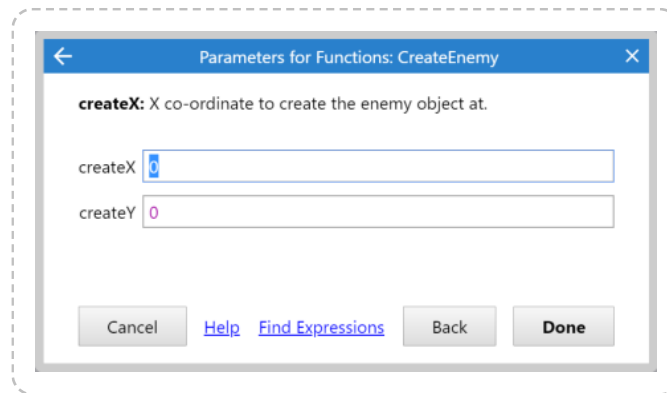 Parameters for Functions: CreateEnemy
createX: X co-ordinate to create the enemy object at.
createX 0
createY 0
Cancel Help Find Expressions Back Done